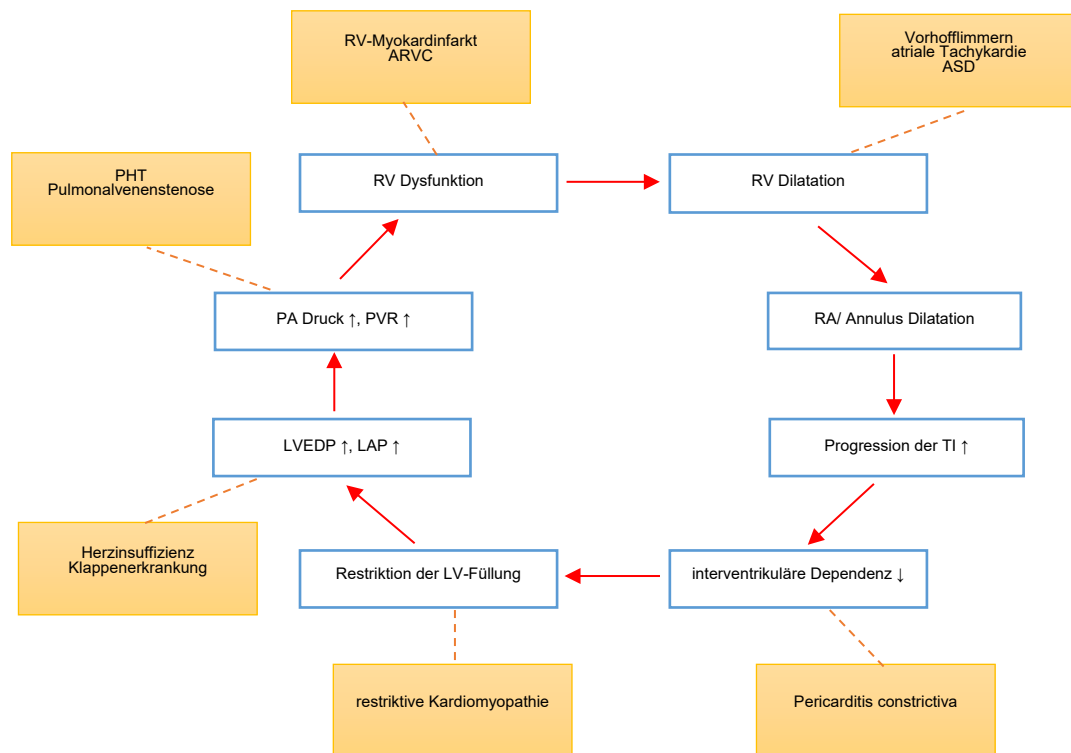 RV-Myokardinfarkt
ARVC
Vorhofflimmern
atriale Tachykardie
ASD
PHT
Pulmonalvenenstenose
RV Dysfunktion
RV Dilatation
PA Druck ↑, PVR ↑
RA/ Annulus Dilatation
LVEDP ↑, LAP ↑
Progression der TI ↑
Herzinsuffizienz
Klappenerkrankung
Restriktion der LV-Füllung
interventrikuläre Dependenz ↓
restriktive Kardiomyopathie
Pericarditis constrictiva